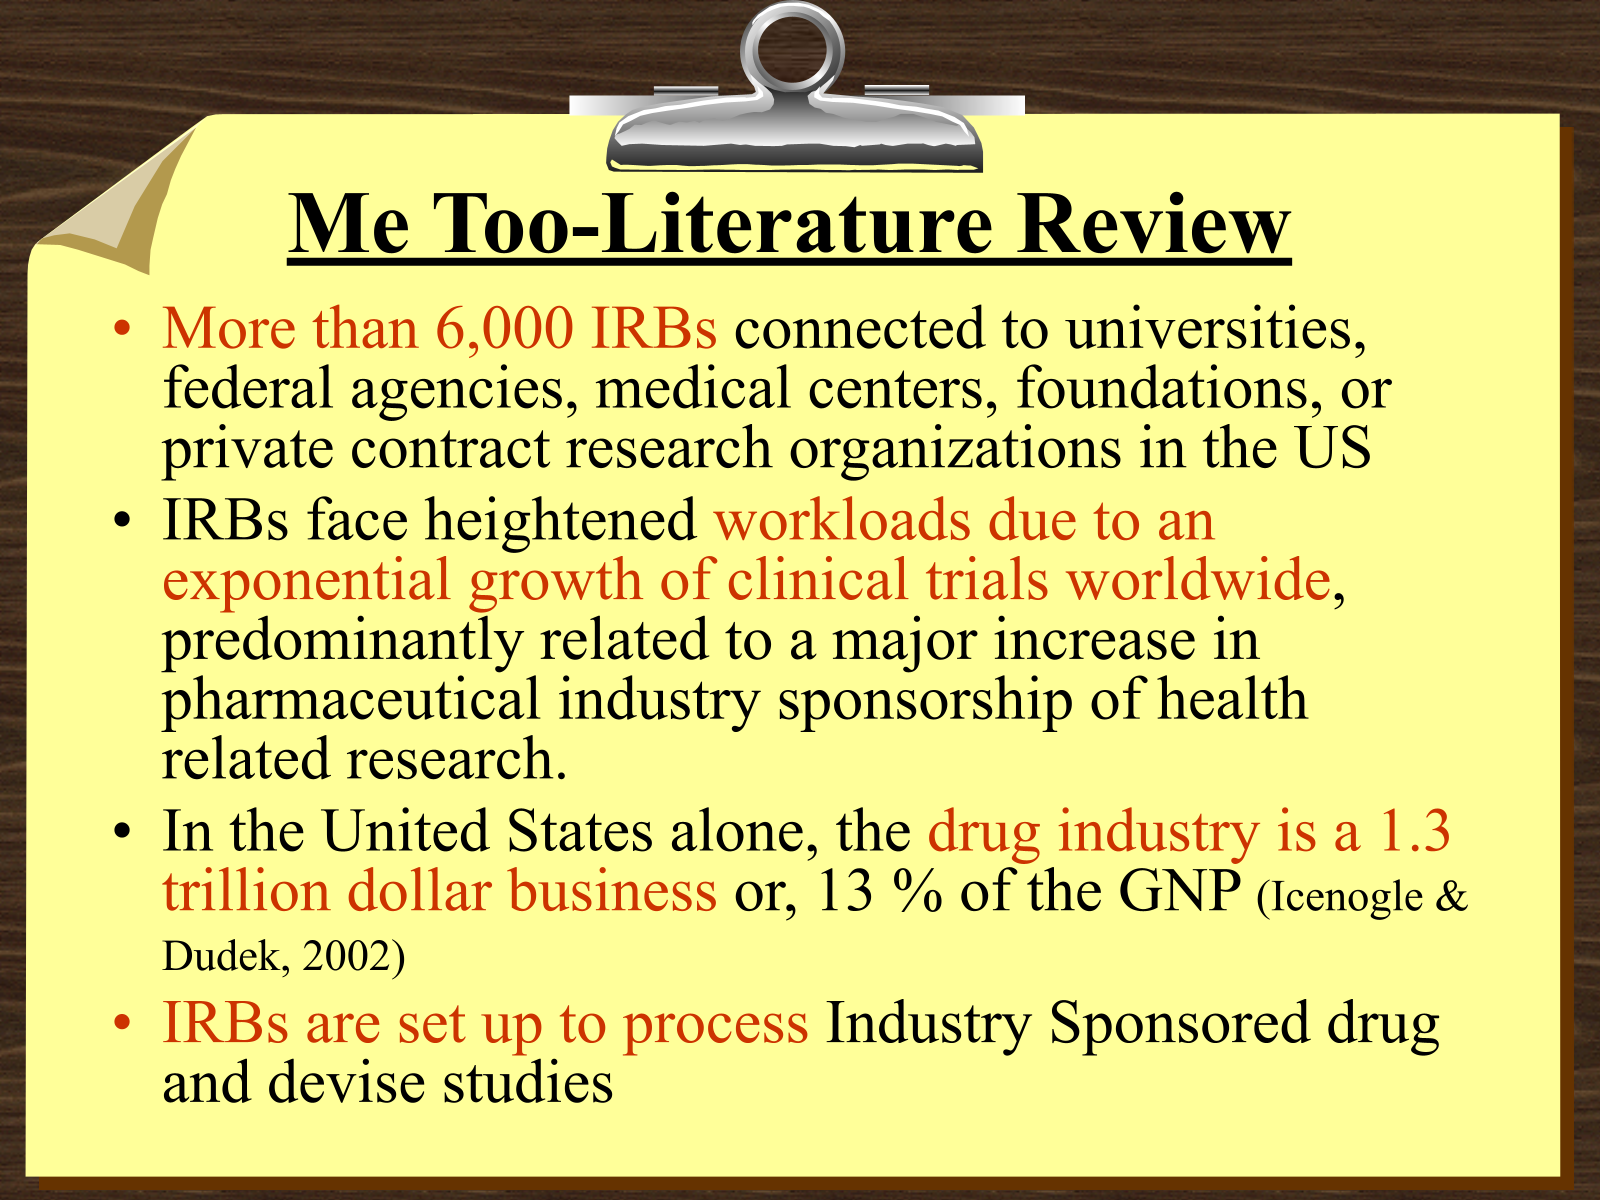 Me Too-Literature Review
• More than 6,000 IRBs connected to universities,
federal agencies, medical centers, foundations, or
private contract research organizations in the US
• IRBs face heightened workloads due to an
exponential growth of clinical trials worldwide,
predominantly related to a major increase in
pharmaceutical industry sponsorship of health
related research.
• In the United States alone, the drug industry is a 1.3
trillion dollar business or, 13 % of the GNP (Icenogle &
Dudek, 2002)
• IRBs are set up to process Industry Sponsored drug
and devise studies